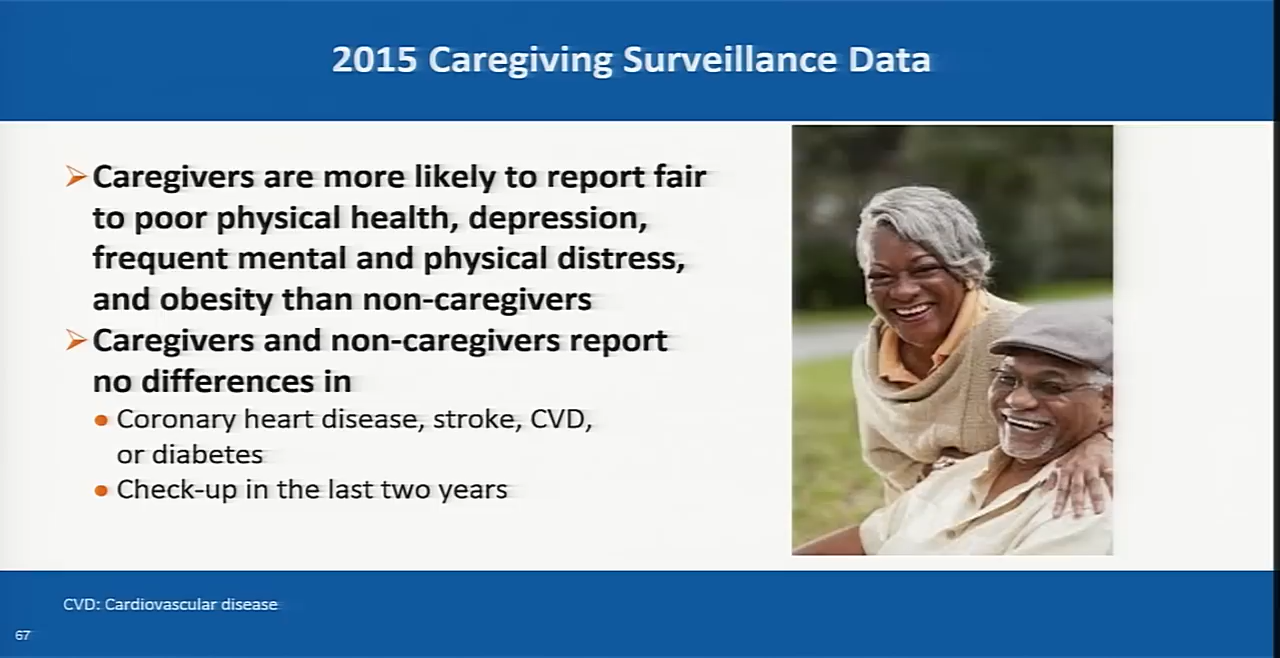 2015 Caregiving Surveillance Data
Caregivers are more likely to report fair
to poor physical health, depression,
frequent mental and physical distress,
and obesity than non-caregivers
Caregivers and non-caregivers report
no differences in
Coronary heart disease, stroke, CVD,
or diabetes
Check-up in the last two years
CVD: Cardiovascular disease
67